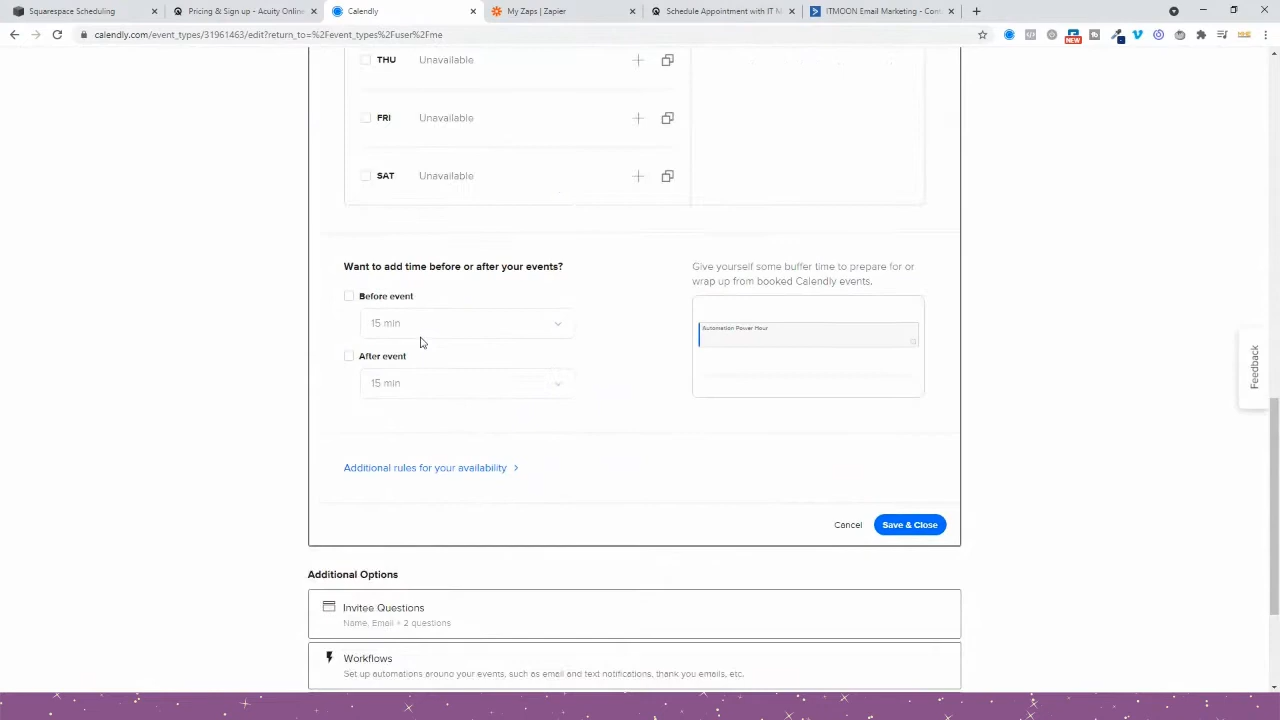 Squarespace Scheduling
Pricing & Sign up - Acuity Online
Calendly
My Zaps | Zapier
Schedule Appointment with IT M
ITMOON Email Marketing - Con
calendly.com/event_types/31961463/edit?return_to=%2Fevent_types%2Fuser%2Fme
NEW
THU Unavailable
FRI Unavailable
SAT Unavailable
Want to add time before or after your events?
Give yourself some buffer time to prepare for or
wrap up from booked Calendly events.
Before event
15 min
Automation Power Hour
After event
15 min
Feedback
Additional rules for your availability
Cancel Save & Close
Additional Options
Invitee Questions
Name, Email + 2 questions
Workflows
Set up automations around your events, such as email and text notifications, thank you emails, etc.